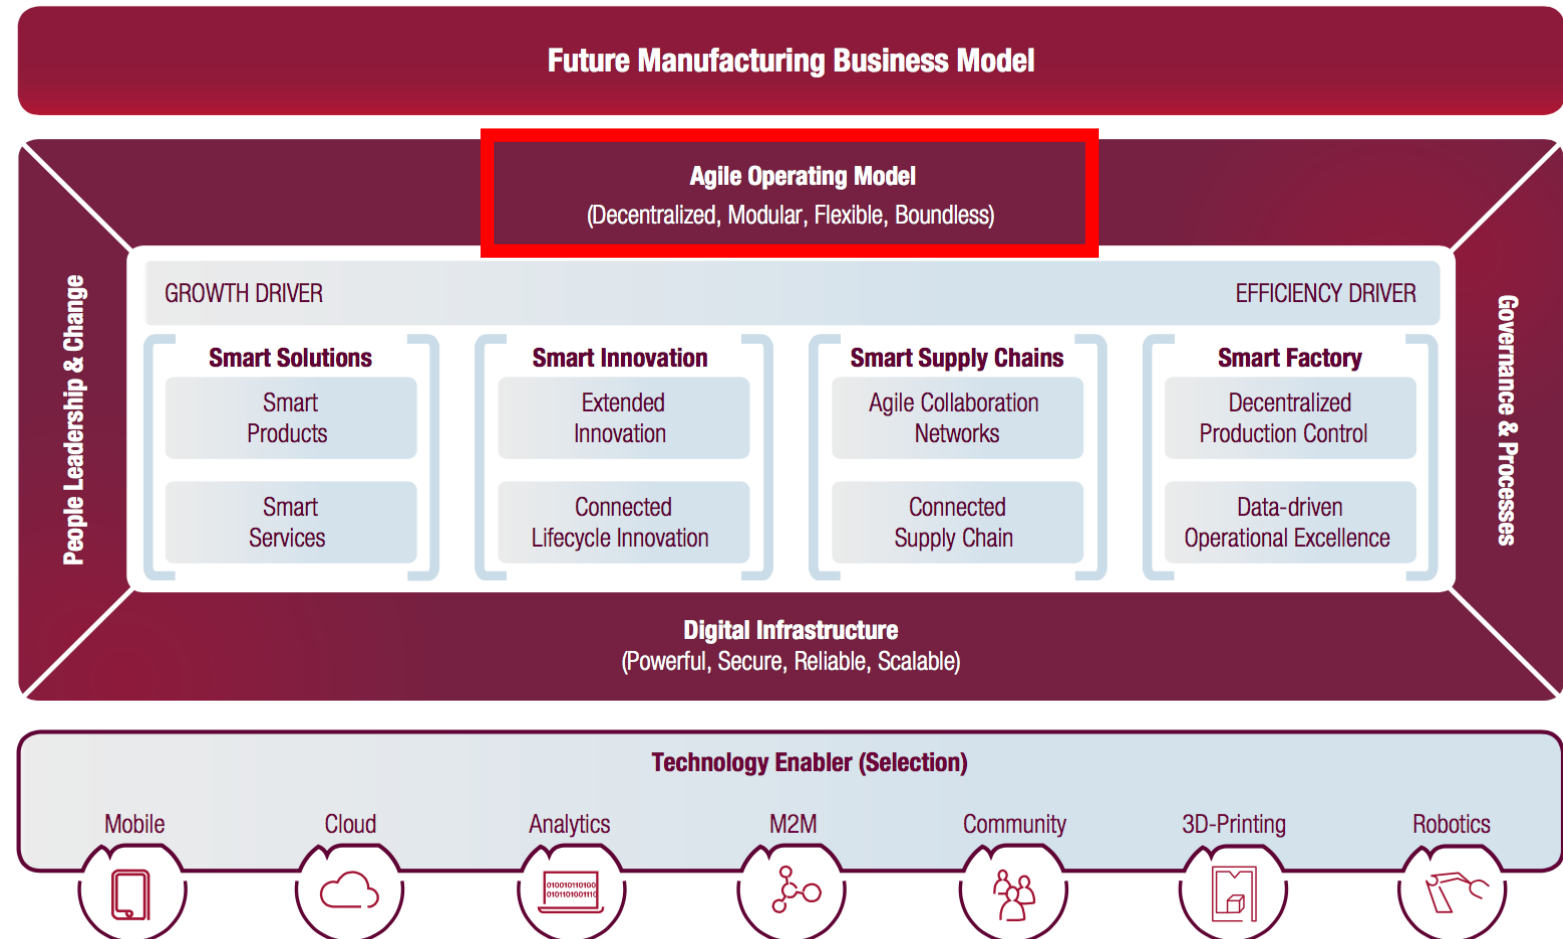 Future Manufacturing Business Model
Agile Operating Model
(Decentralized, Modular, Flexible, Boundless)
People Leadership & Change
GROWTH DRIVER
EFFICIENCY DRIVER
Smart Solutions
Smart
Products
Smart
Services
Smart Innovation
Extended
Innovation
Connected
Lifecycle Innovation
Smart Supply Chains
Agile Collaboration
Networks
Connected
Supply Chain
Smart Factory
Decentralized
Production Control
Data-driven
Operational Excellence
Governance & Processes
Digital Infrastructure
(Powerful, Secure, Reliable, Scalable)
Technology Enabler (Selection)
Mobile
Cloud
Analytics
M2M
Community
3D-Printing
Robotics
010010110100
0101101001110